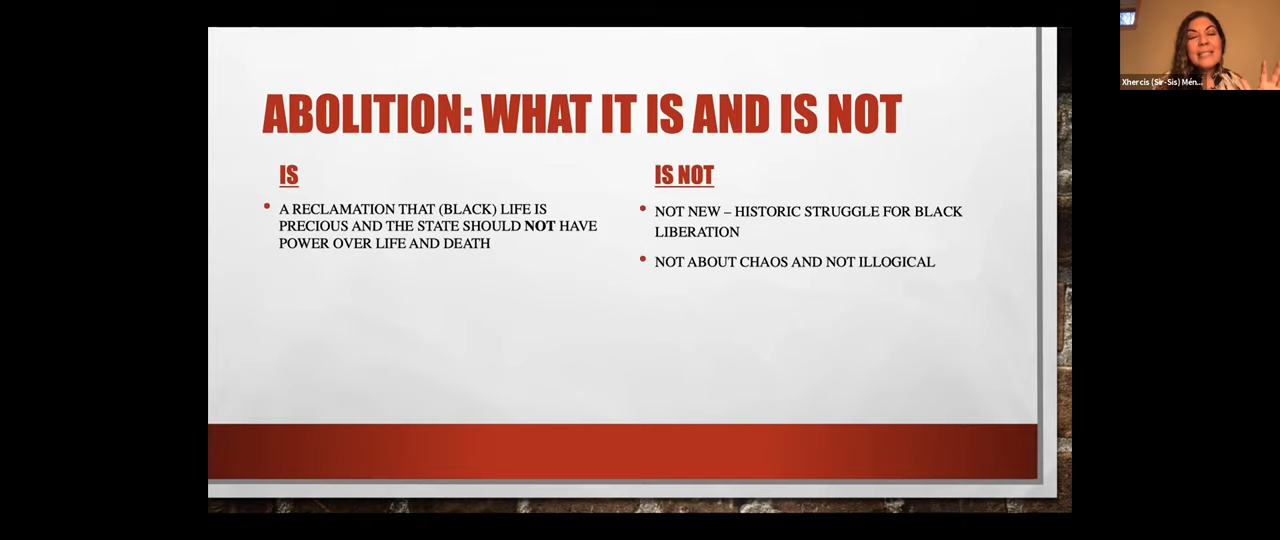 ABOLITION: WHAT IT IS AND IS NOT
IS
• A RECLAMATION THAT (BLACK) LIFE IS
PRECIOUS AND THE STATE SHOULD NOT HAVE
POWER OVER LIFE AND DEATH
IS NOT
• NOT NEW – HISTORIC STRUGGLE FOR BLACK
LIBERATION
• NOT ABOUT CHAOS AND NOT ILLOGICAL
Xhercis (Sir-Sis) Mén...